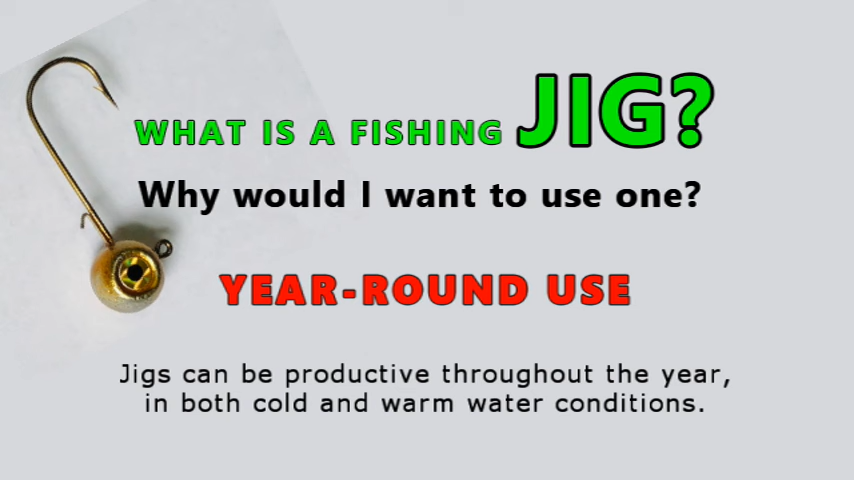 WHAT IS A FISHING JIG?
Why would I want to use one?
YEAR-ROUND USE
Jigs can be productive throughout the year,
in both cold and warm water conditions.